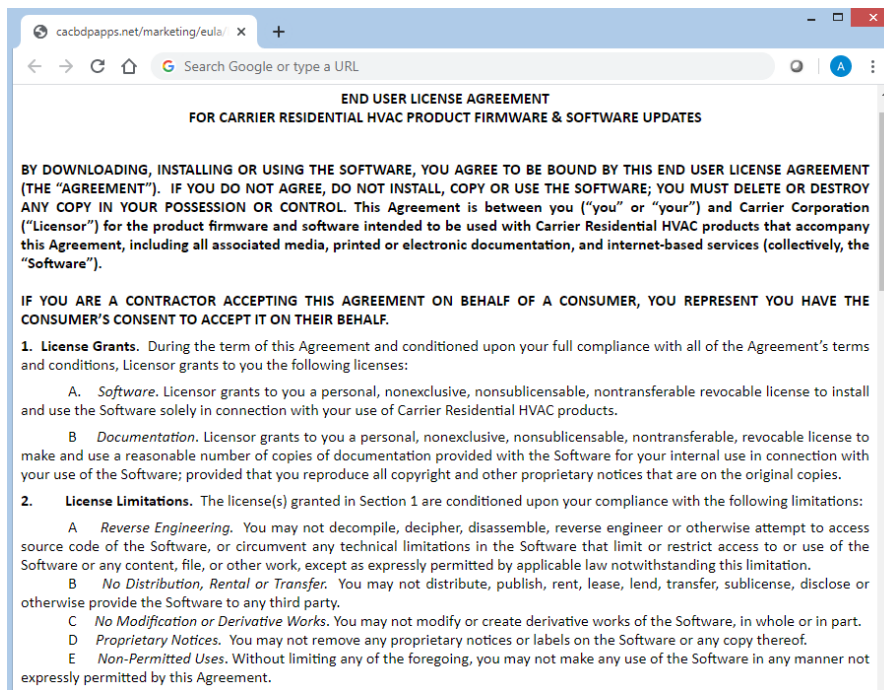 cacbdpapps.net/marketing/eula/
Search Google or type a URL
A
END USER LICENSE AGREEMENT
FOR CARRIER RESIDENTIAL HVAC PRODUCT FIRMWARE & SOFTWARE UPDATES
BY DOWNLOADING, INSTALLING OR USING THE SOFTWARE, YOU AGREE TO BE BOUND BY THIS END USER LICENSE AGREEMENT
(THE “AGREEMENT”). IF YOU DO NOT AGREE, DO NOT INSTALL, COPY OR USE THE SOFTWARE; YOU MUST DELETE OR DESTROY
ANY COPY IN YOUR POSSESSION OR CONTROL. This Agreement is between you (“you” or “your”) and Carrier Corporation
(“Licensor”) for the product firmware and software intended to be used with Carrier Residential HVAC products that accompany
this Agreement, including all associated media, printed or electronic documentation, and internet-based services (collectively, the
“Software”).
IF YOU ARE A CONTRACTOR ACCEPTING THIS AGREEMENT ON BEHALF OF A CONSUMER, YOU REPRESENT YOU HAVE THE
CONSUMER’S CONSENT TO ACCEPT IT ON THEIR BEHALF.
1. License Grants. During the term of this Agreement and conditioned upon your full compliance with all of the Agreement’s terms
and conditions, Licensor grants to you the following licenses:
A. Software. Licensor grants to you a personal, nonexclusive, nonsublicensable, nontransferable revocable license to install
and use the Software solely in connection with your use of Carrier Residential HVAC products.
B Documentation. Licensor grants to you a personal, nonexclusive, nonsublicensable, nontransferable, revocable license to
make and use a reasonable number of copies of documentation provided with the Software for your internal use in connection with
your use of the Software; provided that you reproduce all copyright and other proprietary notices that are on the original copies.
2. License Limitations. The license(s) granted in Section 1 are conditioned upon your compliance with the following limitations:
A Reverse Engineering. You may not decompile, decipher, disassemble, reverse engineer or otherwise attempt to access
source code of the Software, or circumvent any technical limitations in the Software that limit or restrict access to or use of the
Software or any content, file, or other work, except as expressly permitted by applicable law notwithstanding this limitation.
B No Distribution, Rental or Transfer. You may not distribute, publish, rent, lease, lend, transfer, sublicense, disclose or
otherwise provide the Software to any third party.
C No Modification or Derivative Works. You may not modify or create derivative works of the Software, in whole or in part.
D Proprietary Notices. You may not remove any proprietary notices or labels on the Software or any copy thereof.
E Non-Permitted Uses. Without limiting any of the foregoing, you may not make any use of the Software in any manner not
expressly permitted by this Agreement.